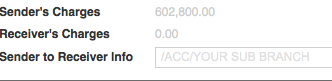 Sender's Charges 602,800.00
Receiver's Charges 0.00
Sender to Receiver Info /ACC/YOUR SUB BRANCH